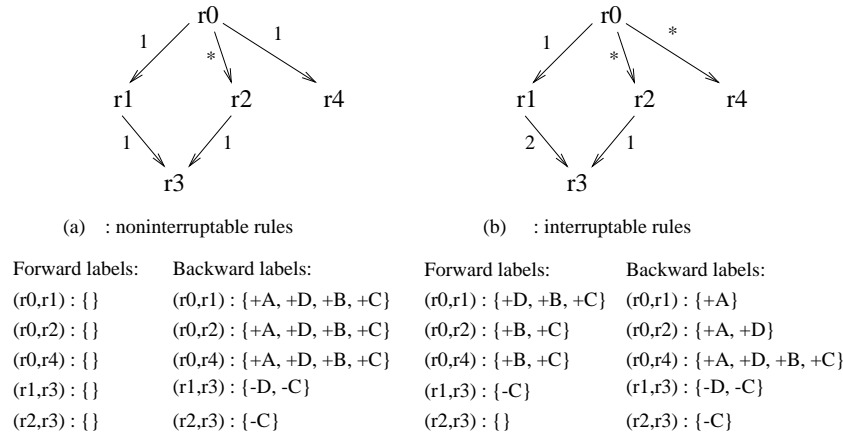 r0
1
*
1
r1
r2
r4
1
1
r3
(a) : noninterruptable rules
Forward labels: Backward labels:
(r0,r1) : {} (r0,r1) : {+A, +D, +B, +C}
(r0,r2) : {} (r0,r2) : {+A, +D, +B, +C}
(r0,r4) : {} (r0,r4) : {+A, +D, +B, +C}
(r1,r3) : {} (r1,r3) : {-D, -C}
(r2,r3) : {} (r2,r3) : {-C}
r0
1
*
*
r1
r2
r4
2
1
r3
(b) : interruptable rules
Forward labels: Backward labels:
(r0,r1) : {+D, +B, +C} (r0,r1) : {+A}
(r0,r2) : {+B, +C} (r0,r2) : {+A, +D}
(r0,r4) : {+B, +C} (r0,r4) : {+A, +D, +B, +C}
(r1,r3) : {-C} (r1,r3) : {-D, -C}
(r2,r3) : {} (r2,r3) : {-C}